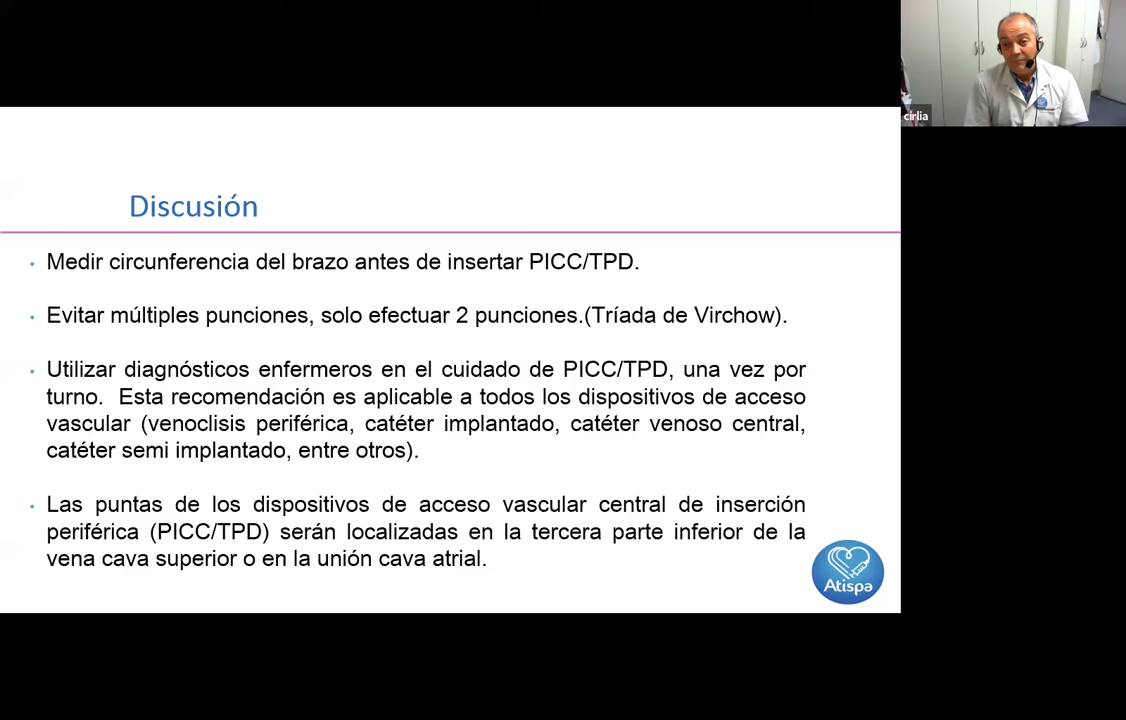 cirlia
Discusión
• Medir circunferencia del brazo antes de insertar PICC/TPD.
• Evitar múltiples punciones, solo efectuar 2 punciones.(Tríada de Virchow).
• Utilizar diagnósticos enfermeros en el cuidado de PICC/TPD, una vez por
turno. Esta recomendación es aplicable a todos los dispositivos de acceso
vascular (venoclisis periférica, catéter implantado, catéter venoso central,
catéter semi implantado, entre otros).
• Las puntas de los dispositivos de acceso vascular central de inserción
periférica (PICC/TPD) serán localizadas en la tercera parte inferior de la
vena cava superior o en la unión cava atrial.
Atispa